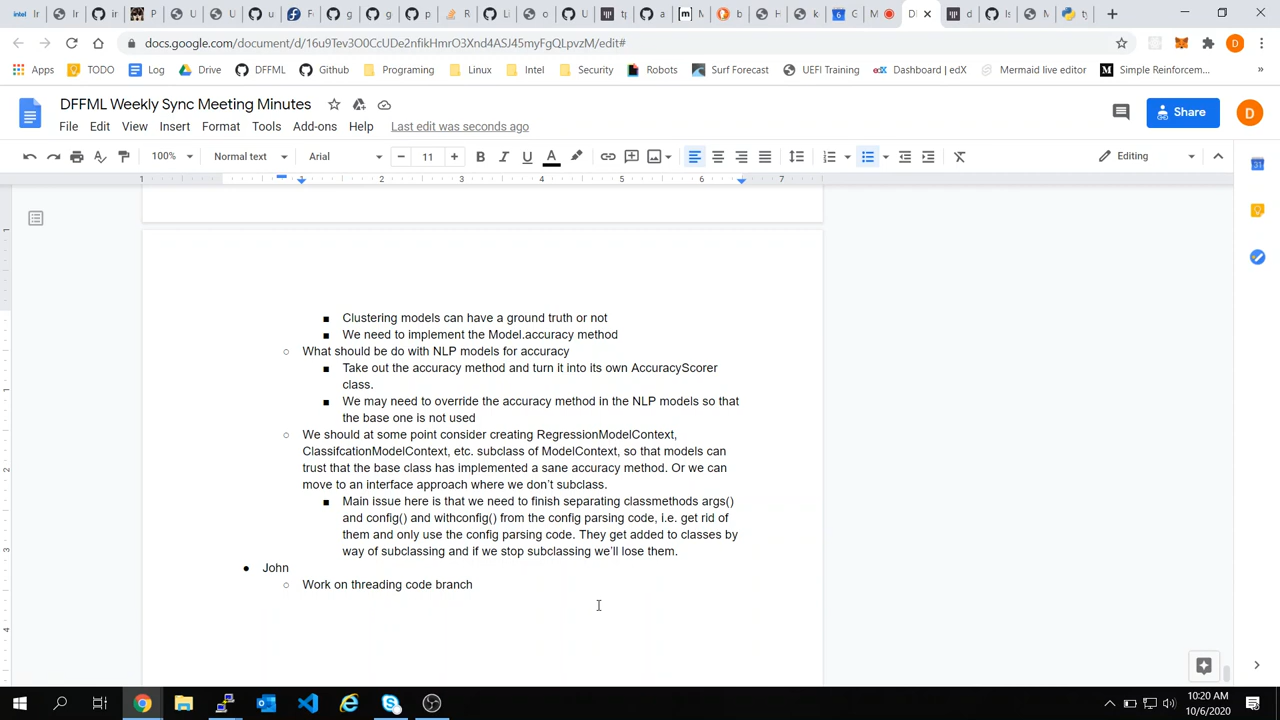 docs.google.com/document/d/16u9Tev3O0CcUDe2nfikHmrO3Xnd4ASJ45myFgQLpvzM/edit#
Apps TODO Log Drive DFFML Github Programing Linux Intel Security Robots Surf Forecast UEFI Training Dashboard | edX Mermaid live editor Simple Reinforcem...
DFFML Weekly Sync Meeting Minutes
Share
File Edit View Insert Format Tools Add-ons Help Last edit was seconds ago
100% Normal text Arial 11 Editing
1 1 2 3 4 5 6 7
Clustering models can have a ground truth or not
We need to implement the Model.accuracy method
What should be do with NLP models for accuracy
Take out the accuracy method and turn it into its own AccuracyScorer
class.
We may need to override the accuracy method in the NLP models so that
the base one is not used
We should at some point consider creating RegressionModelContext,
ClassifcationModelContext, etc. subclass of ModelContext, so that models can
trust that the base class has implemented a sane accuracy method. Or we can
move to an interface approach where we don't subclass.
Main issue here is that we need to finish separating classmethods args()
and config() and withconfig() from the config parsing code, i.e. get rid of
them and only use the config parsing code. They get added to classes by
way of subclassing and if we stop subclassing we'll lose them.
John
Work on threading code branch
10:20 AM
10/6/2020